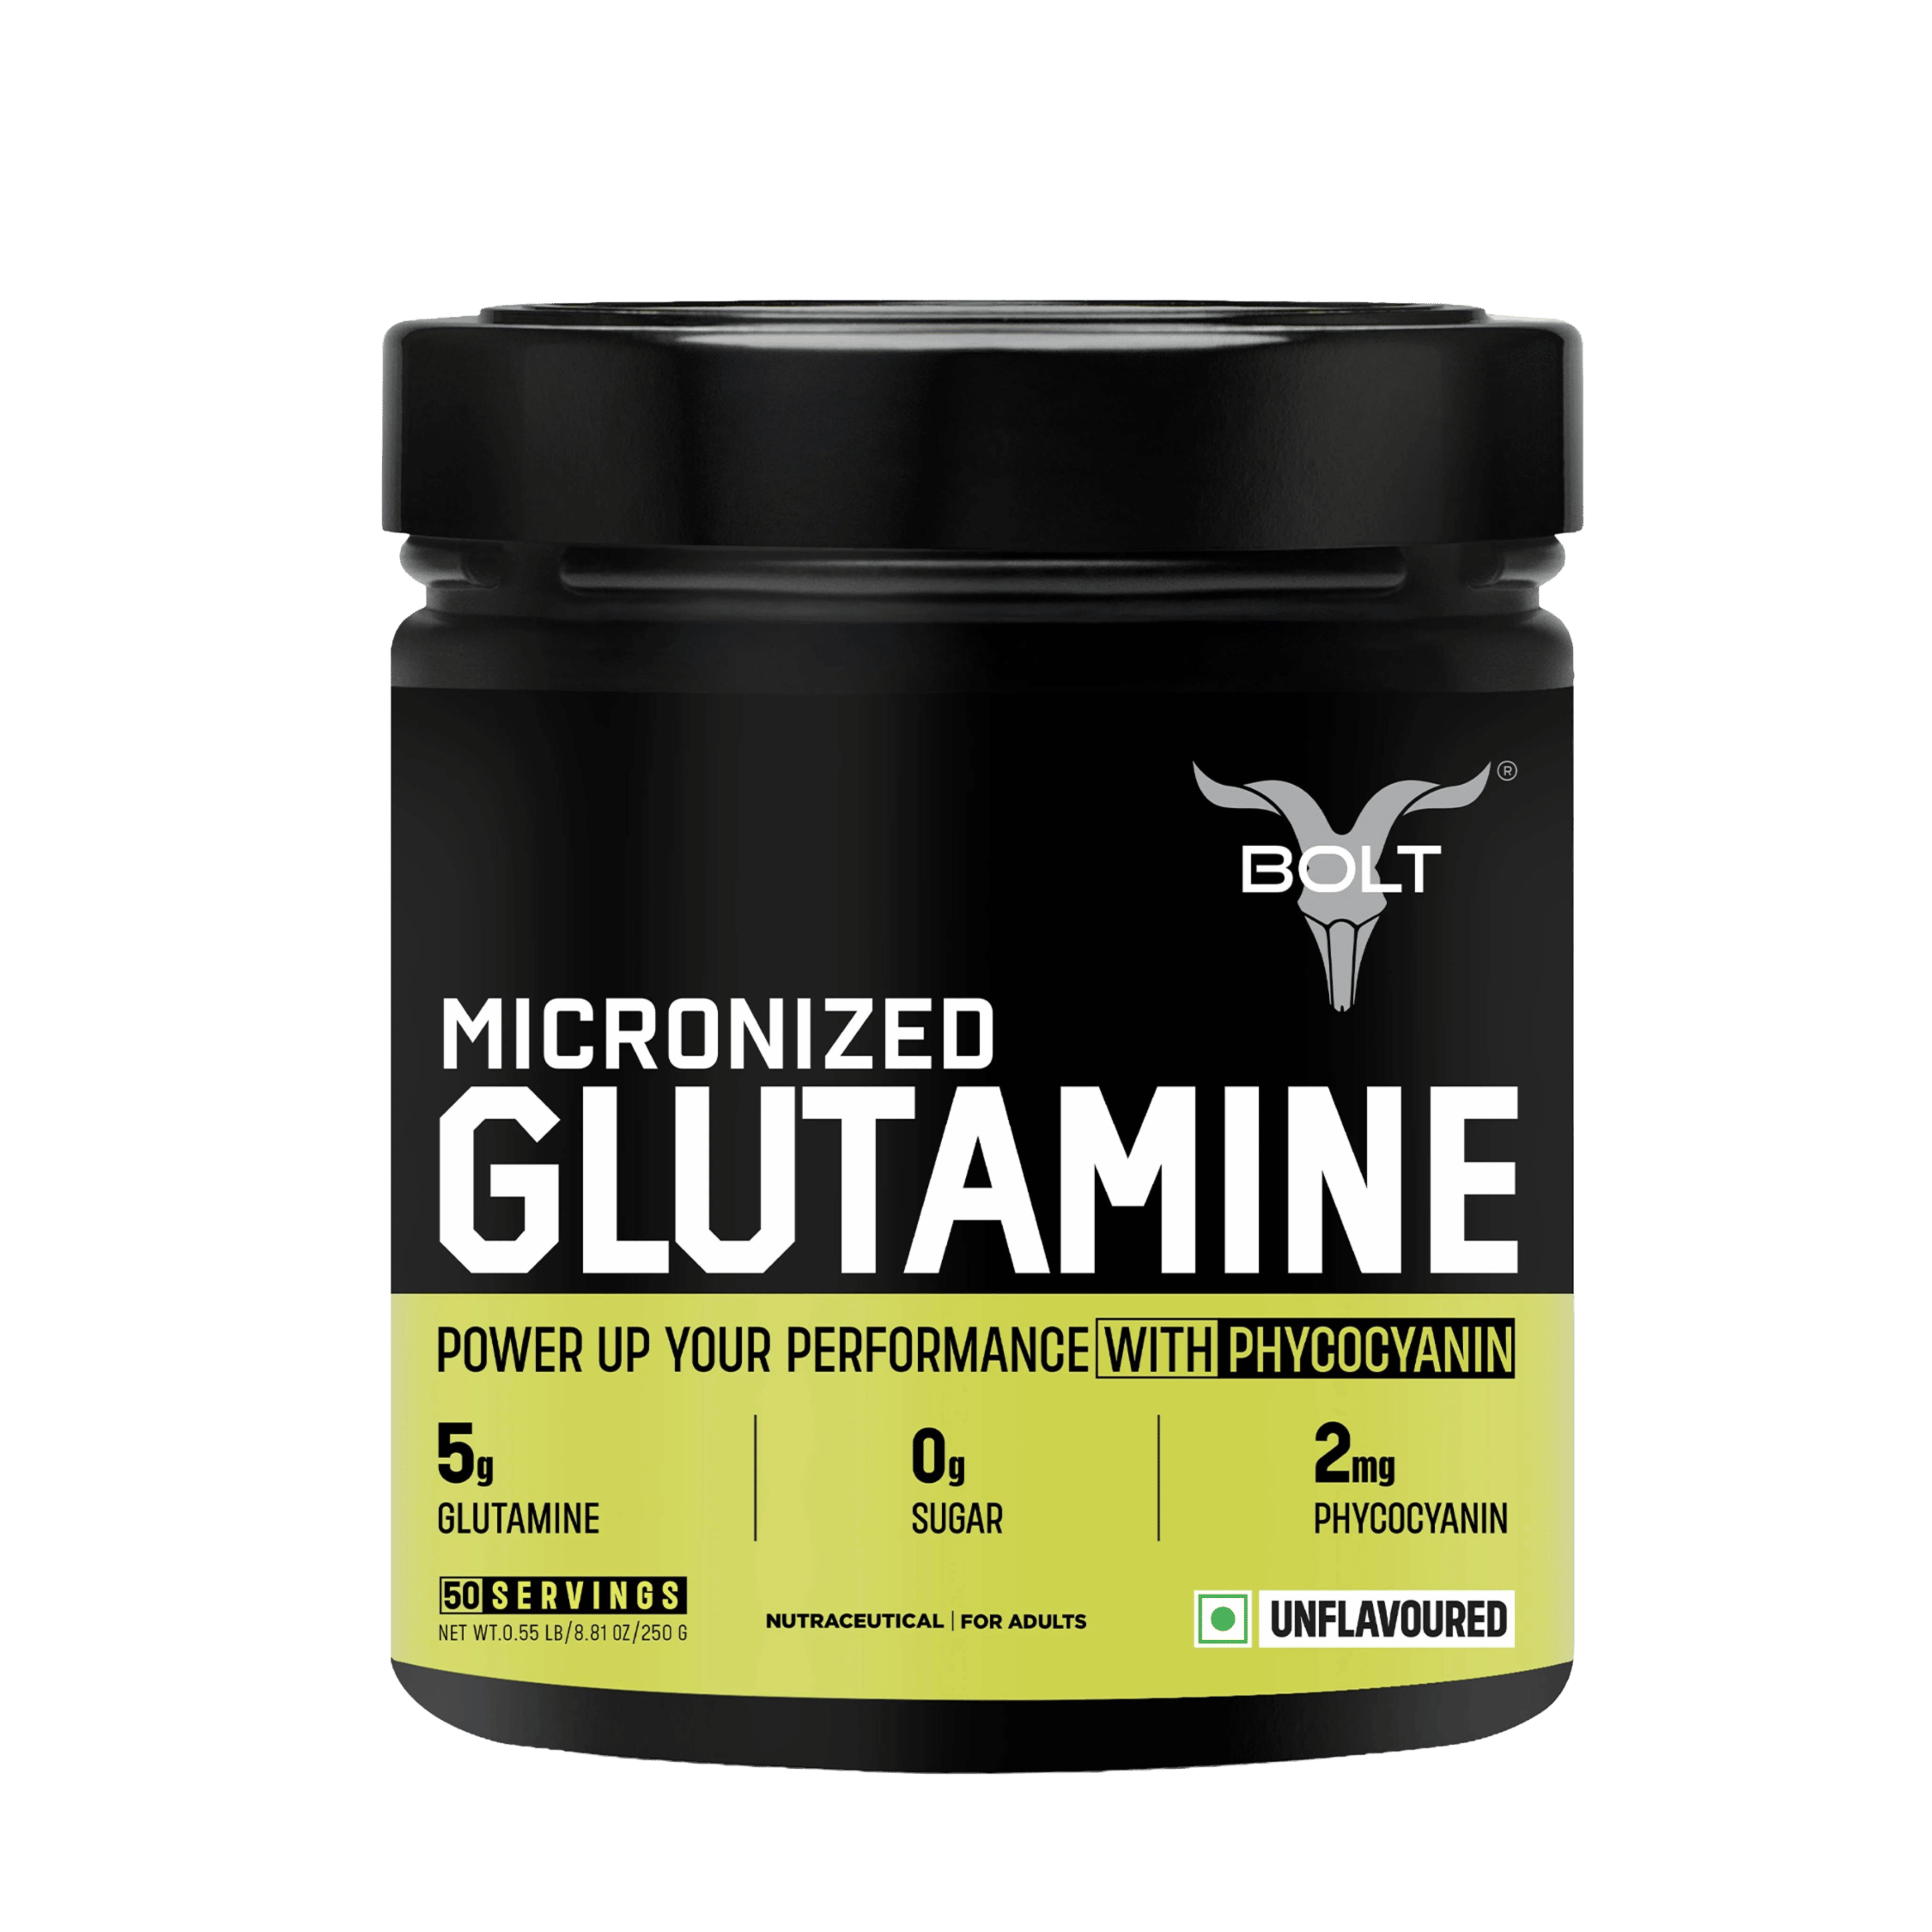 BOLT ®
MICRONIZED
GLUTAMINE
POWER UP YOUR PERFORMANCE WITH PHYCOCYANIN
5g
GLUTAMINE
0g
SUGAR
2mg
PHYCOCYANIN
50 SERVINGS
NET WT.0.55 LB/8.81 OZ/250 G
NUTRACEUTICAL | FOR ADULTS
UNFLAVOURED